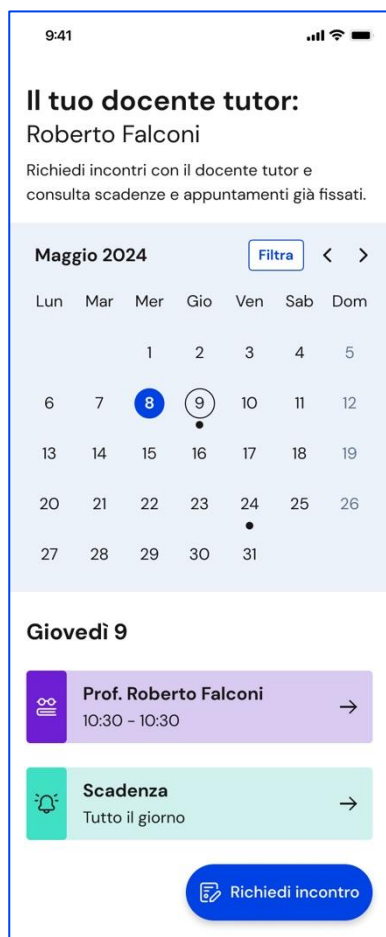 9:41
Il tuo docente tutor:
Roberto Falconi
Richiedi incontri con il docente tutor e
consulta scadenze e appuntamenti già fissati.
Maggio 2024 Filtra
Lun Mar Mer Gio Ven Sab Dom
1 2 3 4 5
6 7 8 9 10 11 12
13 14 15 16 17 18 19
20 21 22 23 24 25 26
27 28 29 30 31
Giovedì 9
Prof. Roberto Falconi
10:30 – 10:30
Scadenza
Tutto il giorno
Richiedi incontro